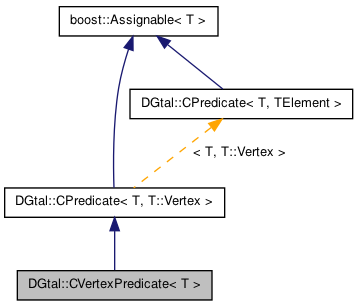 boost::Assignable< T >
DGtal::CPredicate< T, TElement >
< T, T::Vertex >
DGtal::CPredicate< T, T::Vertex >
DGtal::CVertexPredicate< T >